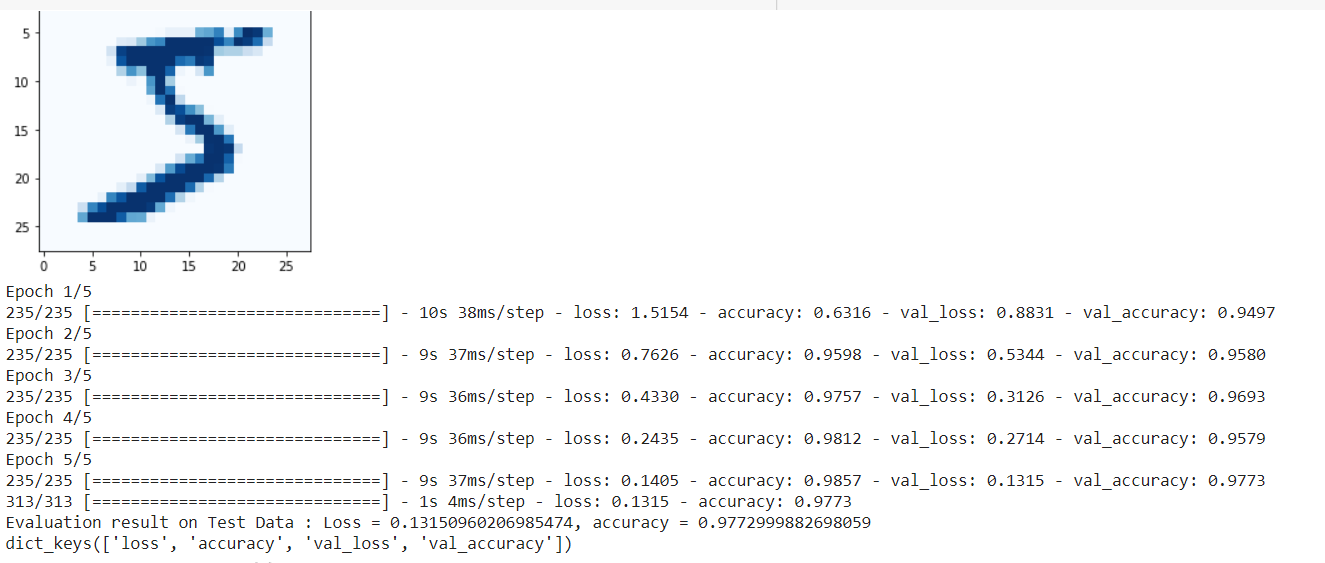 5
10
15
20
25
0 5 10 15 20 25
Epoch 1/5
235/235 [==============================] - 10s 38ms/step - loss: 1.5154 - accuracy: 0.6316 - val_loss: 0.8831 - val_accuracy: 0.9497
Epoch 2/5
235/235 [==============================] - 9s 37ms/step - loss: 0.7626 - accuracy: 0.9598 - val_loss: 0.5344 - val_accuracy: 0.9580
Epoch 3/5
235/235 [==============================] - 9s 36ms/step - loss: 0.4330 - accuracy: 0.9757 - val_loss: 0.3126 - val_accuracy: 0.9693
Epoch 4/5
235/235 [==============================] - 9s 36ms/step - loss: 0.2435 - accuracy: 0.9812 - val_loss: 0.2714 - val_accuracy: 0.9579
Epoch 5/5
235/235 [==============================] - 9s 37ms/step - loss: 0.1405 - accuracy: 0.9857 - val_loss: 0.1315 - val_accuracy: 0.9773
313/313 [==============================] - 1s 4ms/step - loss: 0.1315 - accuracy: 0.9773
Evaluation result on Test Data : Loss = 0.13150960206985474, accuracy = 0.9772999882698059
dict_keys(['loss', 'accuracy', 'val_loss', 'val_accuracy'])